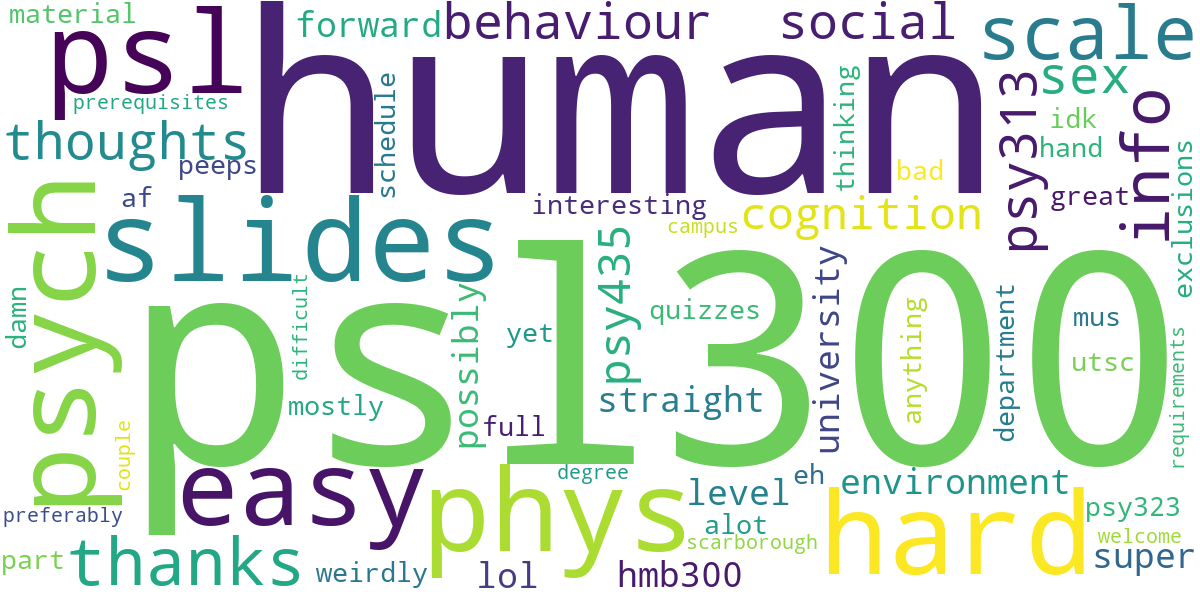 material
psl
human
forward
behaviour
social
scale
sex
info
psy313
idk
hand
prerequisites
thoughts
peeps
schedule
thinking
bad
great
exclusions
af
interesting
campus
cognition
psych
slides
psl300
damn
difficult
possibly
yet
psy435
quizzes
university
anything
department
mus
utsc
requirements
mostly
straight
full
couple
easy
phys
degree
level
eh
environment
hard
psy323
preferably
alot
scarborough
welcome
part
thanks
weirdly
lol
hmb300
super